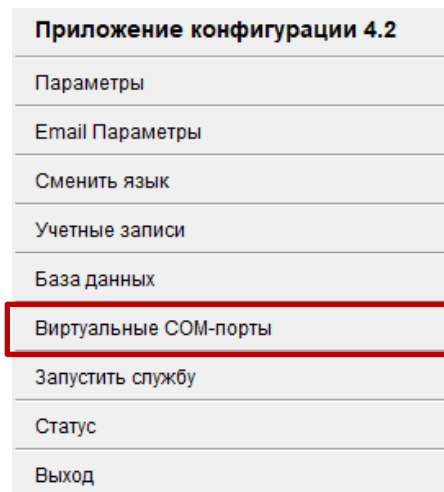 Приложение конфигурации 4.2
Параметры
Email Параметры
Сменить язык
Учетные записи
База данных
Виртуальные COM-порты
Запустить службу
Статус
Выход